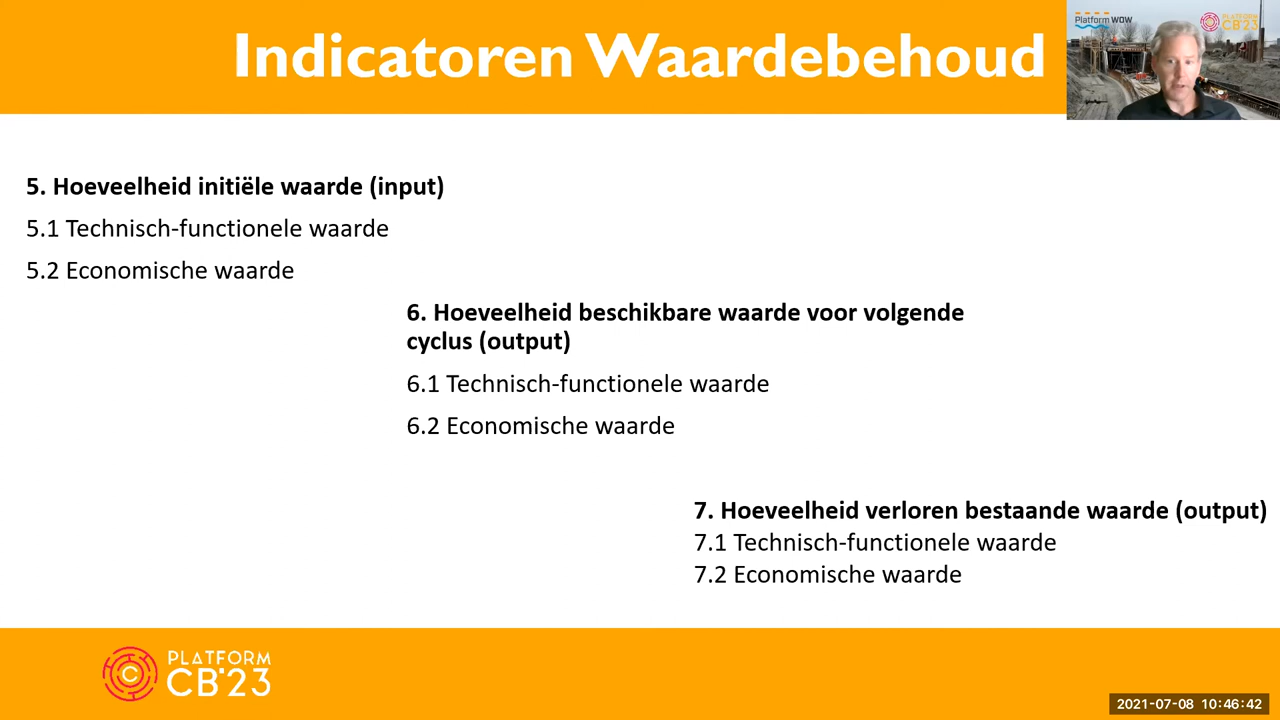 Indicatoren Waardebehoud
Platform WOW
PLATFORM
CB'23
5. Hoeveelheid initiële waarde (input)
5.1 Technisch-functionele waarde
5.2 Economische waarde
6. Hoeveelheid beschikbare waarde voor volgende
cyclus (output)
6.1 Technisch-functionele waarde
6.2 Economische waarde
7. Hoeveelheid verloren bestaande waarde (output)
7.1 Technisch-functionele waarde
7.2 Economische waarde
PLATFORM
CB'23
2021-07-08 10:46:42